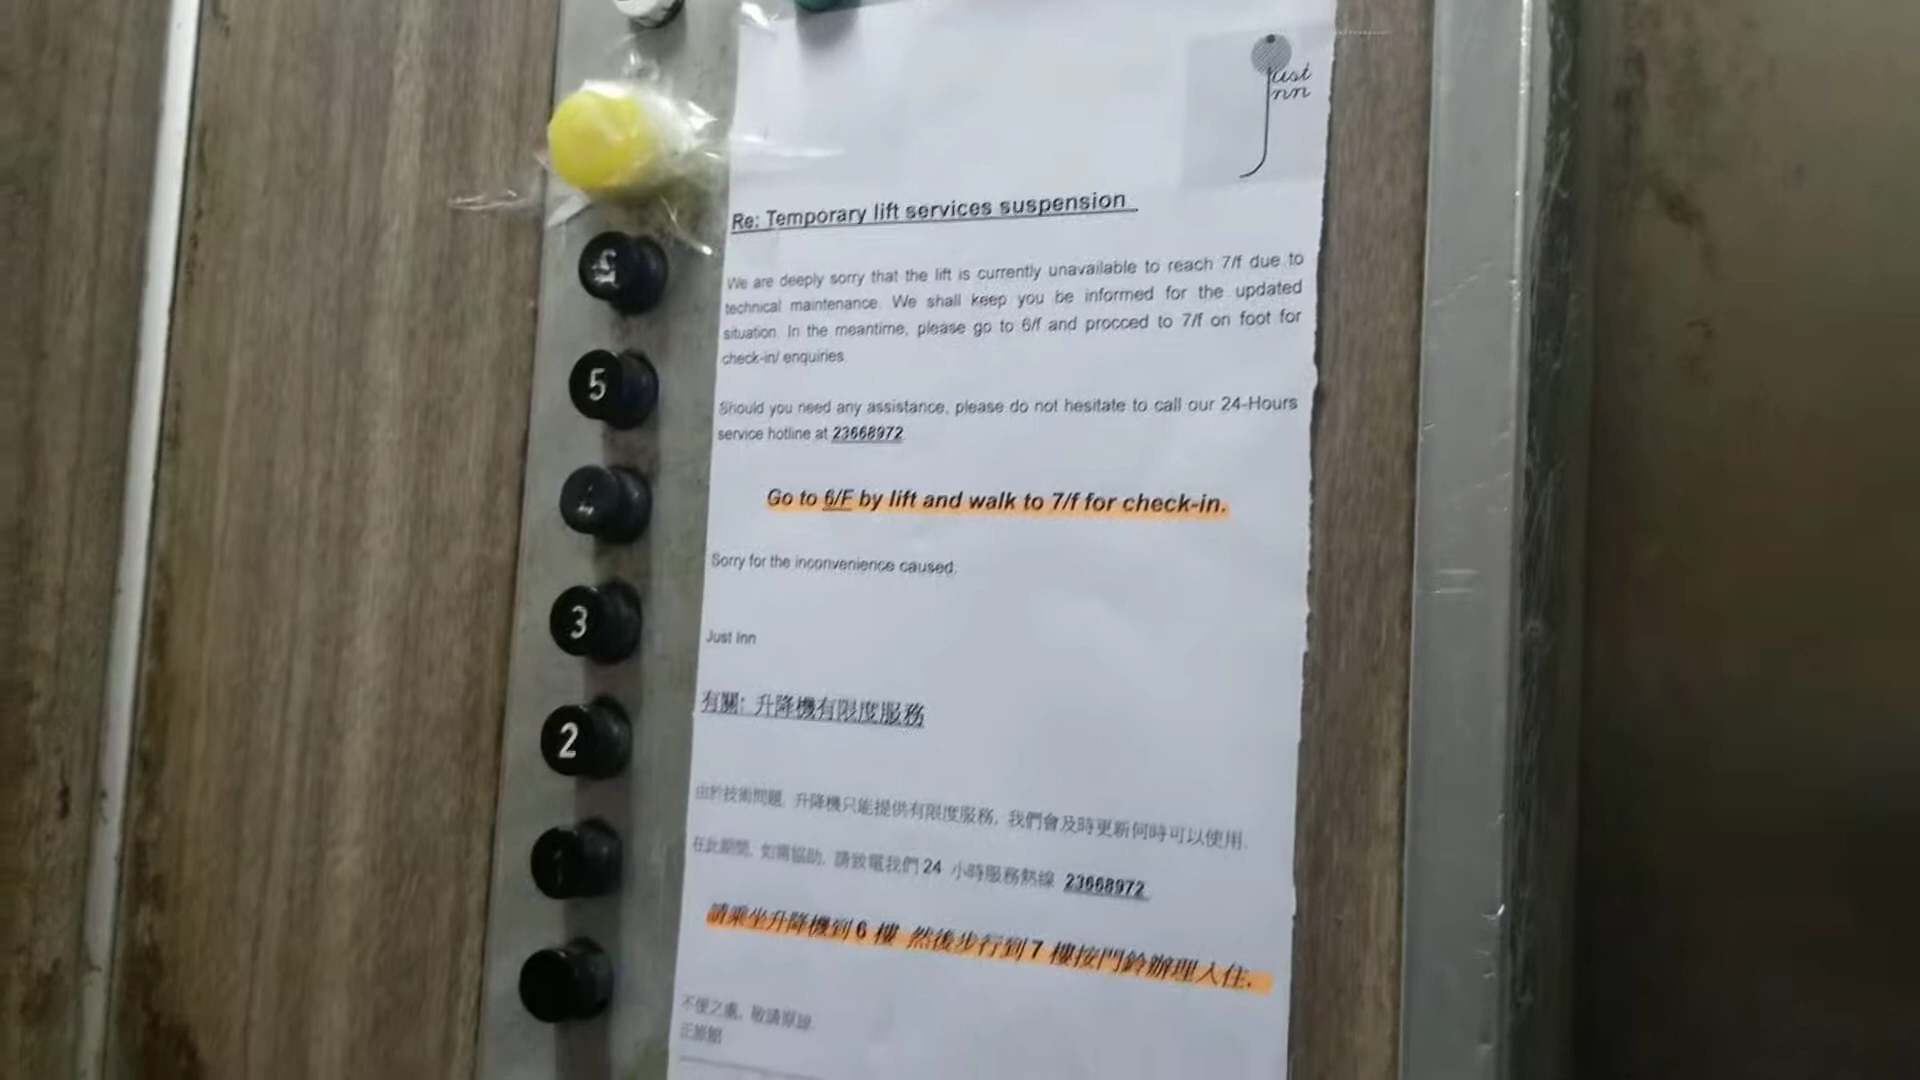 Just
Inn
Re: Temporary lift services suspension
We are deeply sorry that the lift is currently unavailable to reach 7/f due to
technical maintenance. We shall keep you be informed for the updated
situation. In the meantime, please go to 6/f and procced to 7/f on foot for
check-in/ enquiries.
Should you need any assistance, please do not hesitate to call our 24-Hours
service hotline at 23668972.
Go to 6/F by lift and walk to 7/f for check-in.
Sorry for the inconvenience caused.
Just Inn
有關: 升降機有限度服務
由於技術問題, 升降機只能提供有限度服務, 我們會及時更新何時可以使用.
在此期間, 如需協助, 請致電我們 24 小時服務熱線 23668972.
請乘坐升降機到 6 樓 然後步行到 7 樓按門鈴辦理入住.
不便之處, 敬請原諒.
正旅館
5
4
3
2